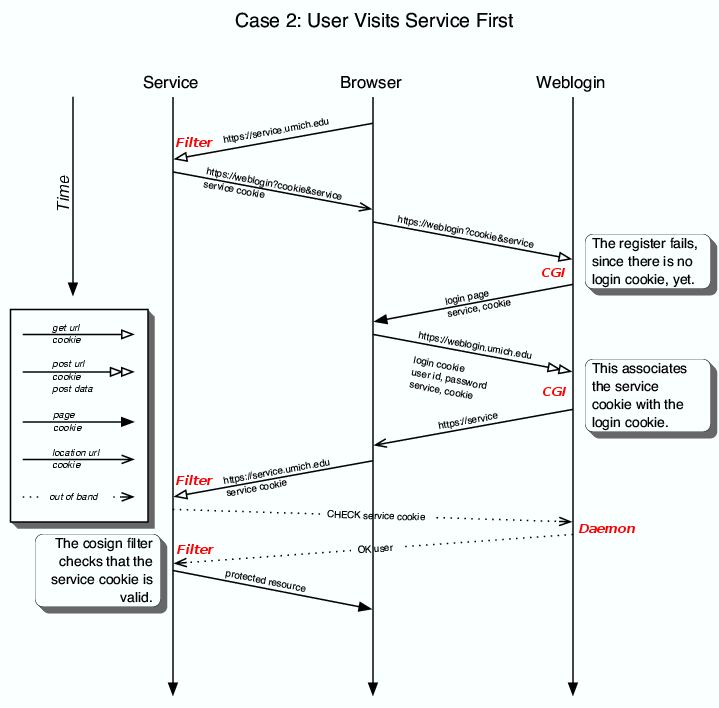 Case 2: User Visits Service First
Service
Browser
Weblogin
Time
Filter
https://service.umich.edu
https://weblogin?cookie&service
service cookie
https://weblogin?cookie&service
CGI
The register fails,
since there is no
login cookie, yet.
login page
service, cookie
https://weblogin.umich.edu
login cookie
user id, password
service, cookie
CGI
This associates
the service
cookie with the
login cookie.
https://service
Filter
https://service.umich.edu
service cookie
CHECK service cookie
Daemon
OK user
Filter
The cosign filter
checks that the
service cookie is
valid.
protected resource
get url
cookie
post url
cookie
post data
page
cookie
location url
cookie
out of band